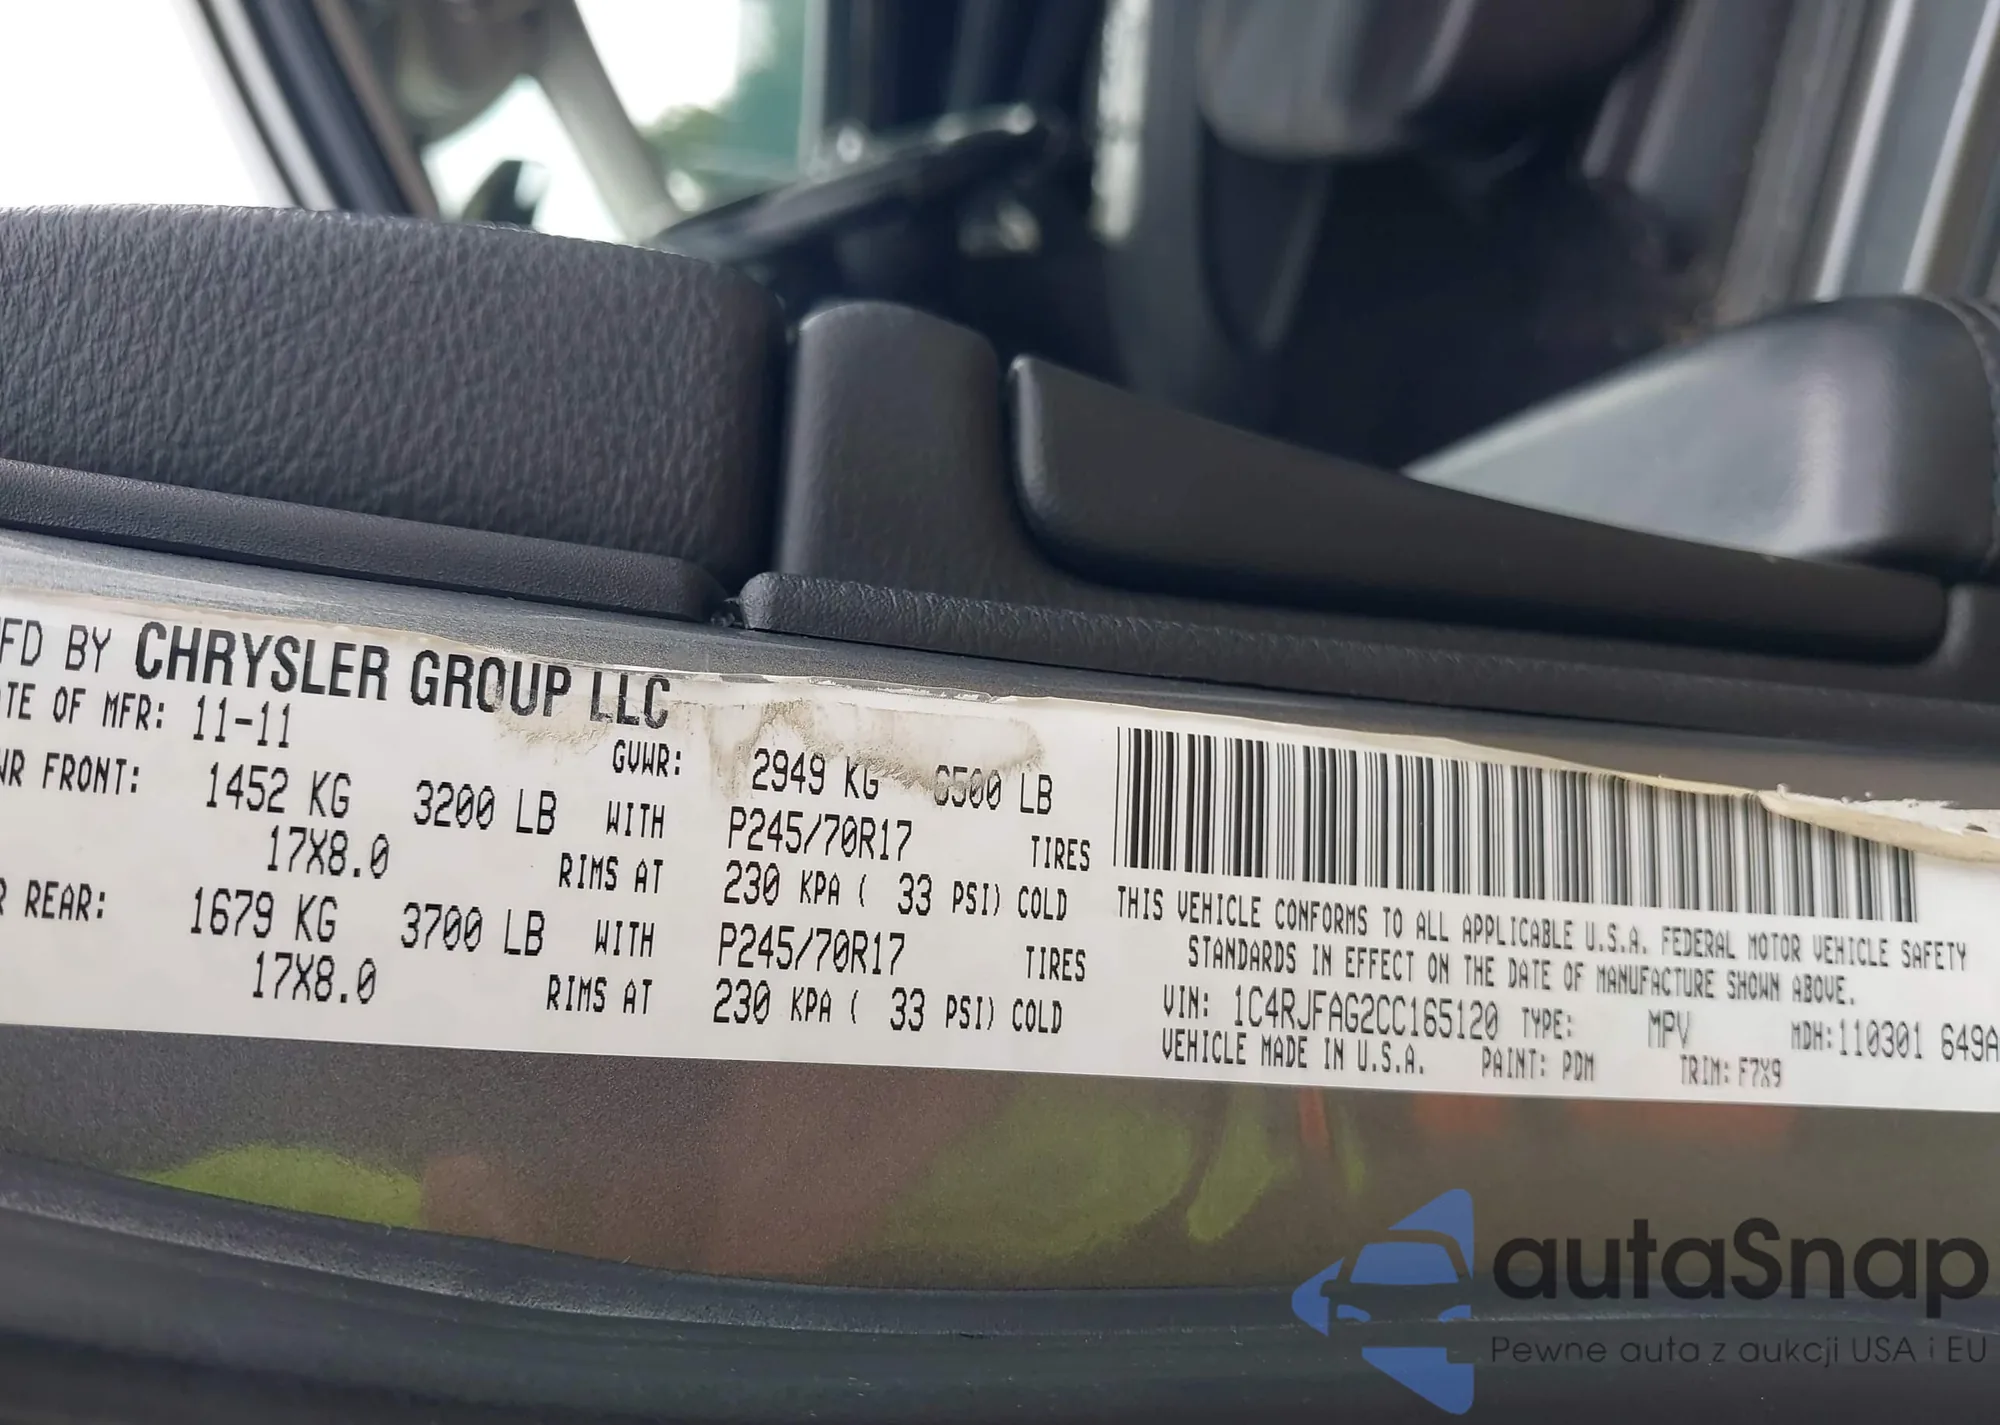 FD BY CHRYSLER GROUP LLC
TE OF MFR: 11-11
GVWR: 2949 KG 6500 LB
WR FRONT: 1452 KG 3200 LB WITH P245/70R17 TIRES
17X8.0 RIMS AT 230 KPA ( 33 PSI) COLD
R REAR: 1679 KG 3700 LB WITH P245/70R17 TIRES
17X8.0 RIMS AT 230 KPA ( 33 PSI) COLD
THIS VEHICLE CONFORMS TO ALL APPLICABLE U.S.A. FEDERAL MOTOR VEHICLE SAFETY
STANDARDS IN EFFECT ON THE DATE OF MANUFACTURE SHOWN ABOVE.
VIN: 1C4RJFAG2CC165120 TYPE: MPV MDH:110301 649A
VEHICLE MADE IN U.S.A. PAINT: PDM TRIM: F7X9
autaSnap
Pewne auta z aukcji USA i EU